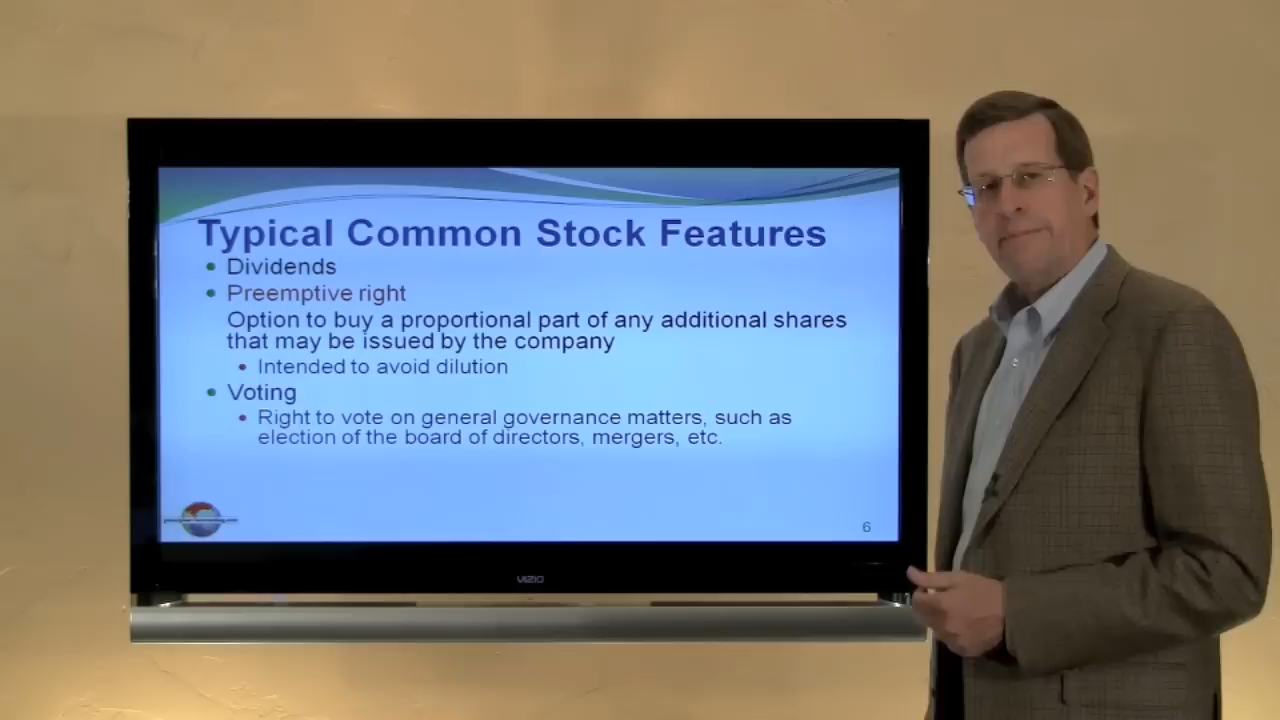 Typical Common Stock Features
• Dividends
• Preemptive right
Option to buy a proportional part of any additional shares
that may be issued by the company
• Intended to avoid dilution
• Voting
• Right to vote on general governance matters, such as
election of the board of directors, mergers, etc.
6
VIZIO